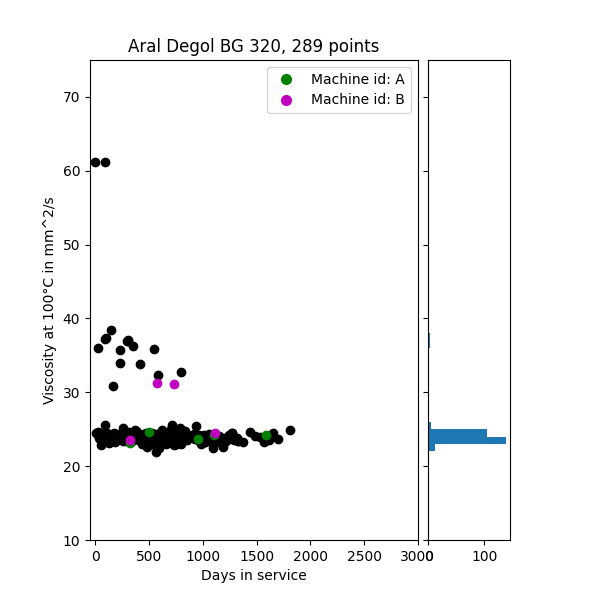 Aral Degol BG 320, 289 points
Machine id: A
Machine id: B
Viscosity at 100°C in mm^2/s
70
60
50
40
30
20
10
0 500 1000 1500 2000 2500 3000
0 100
Days in service